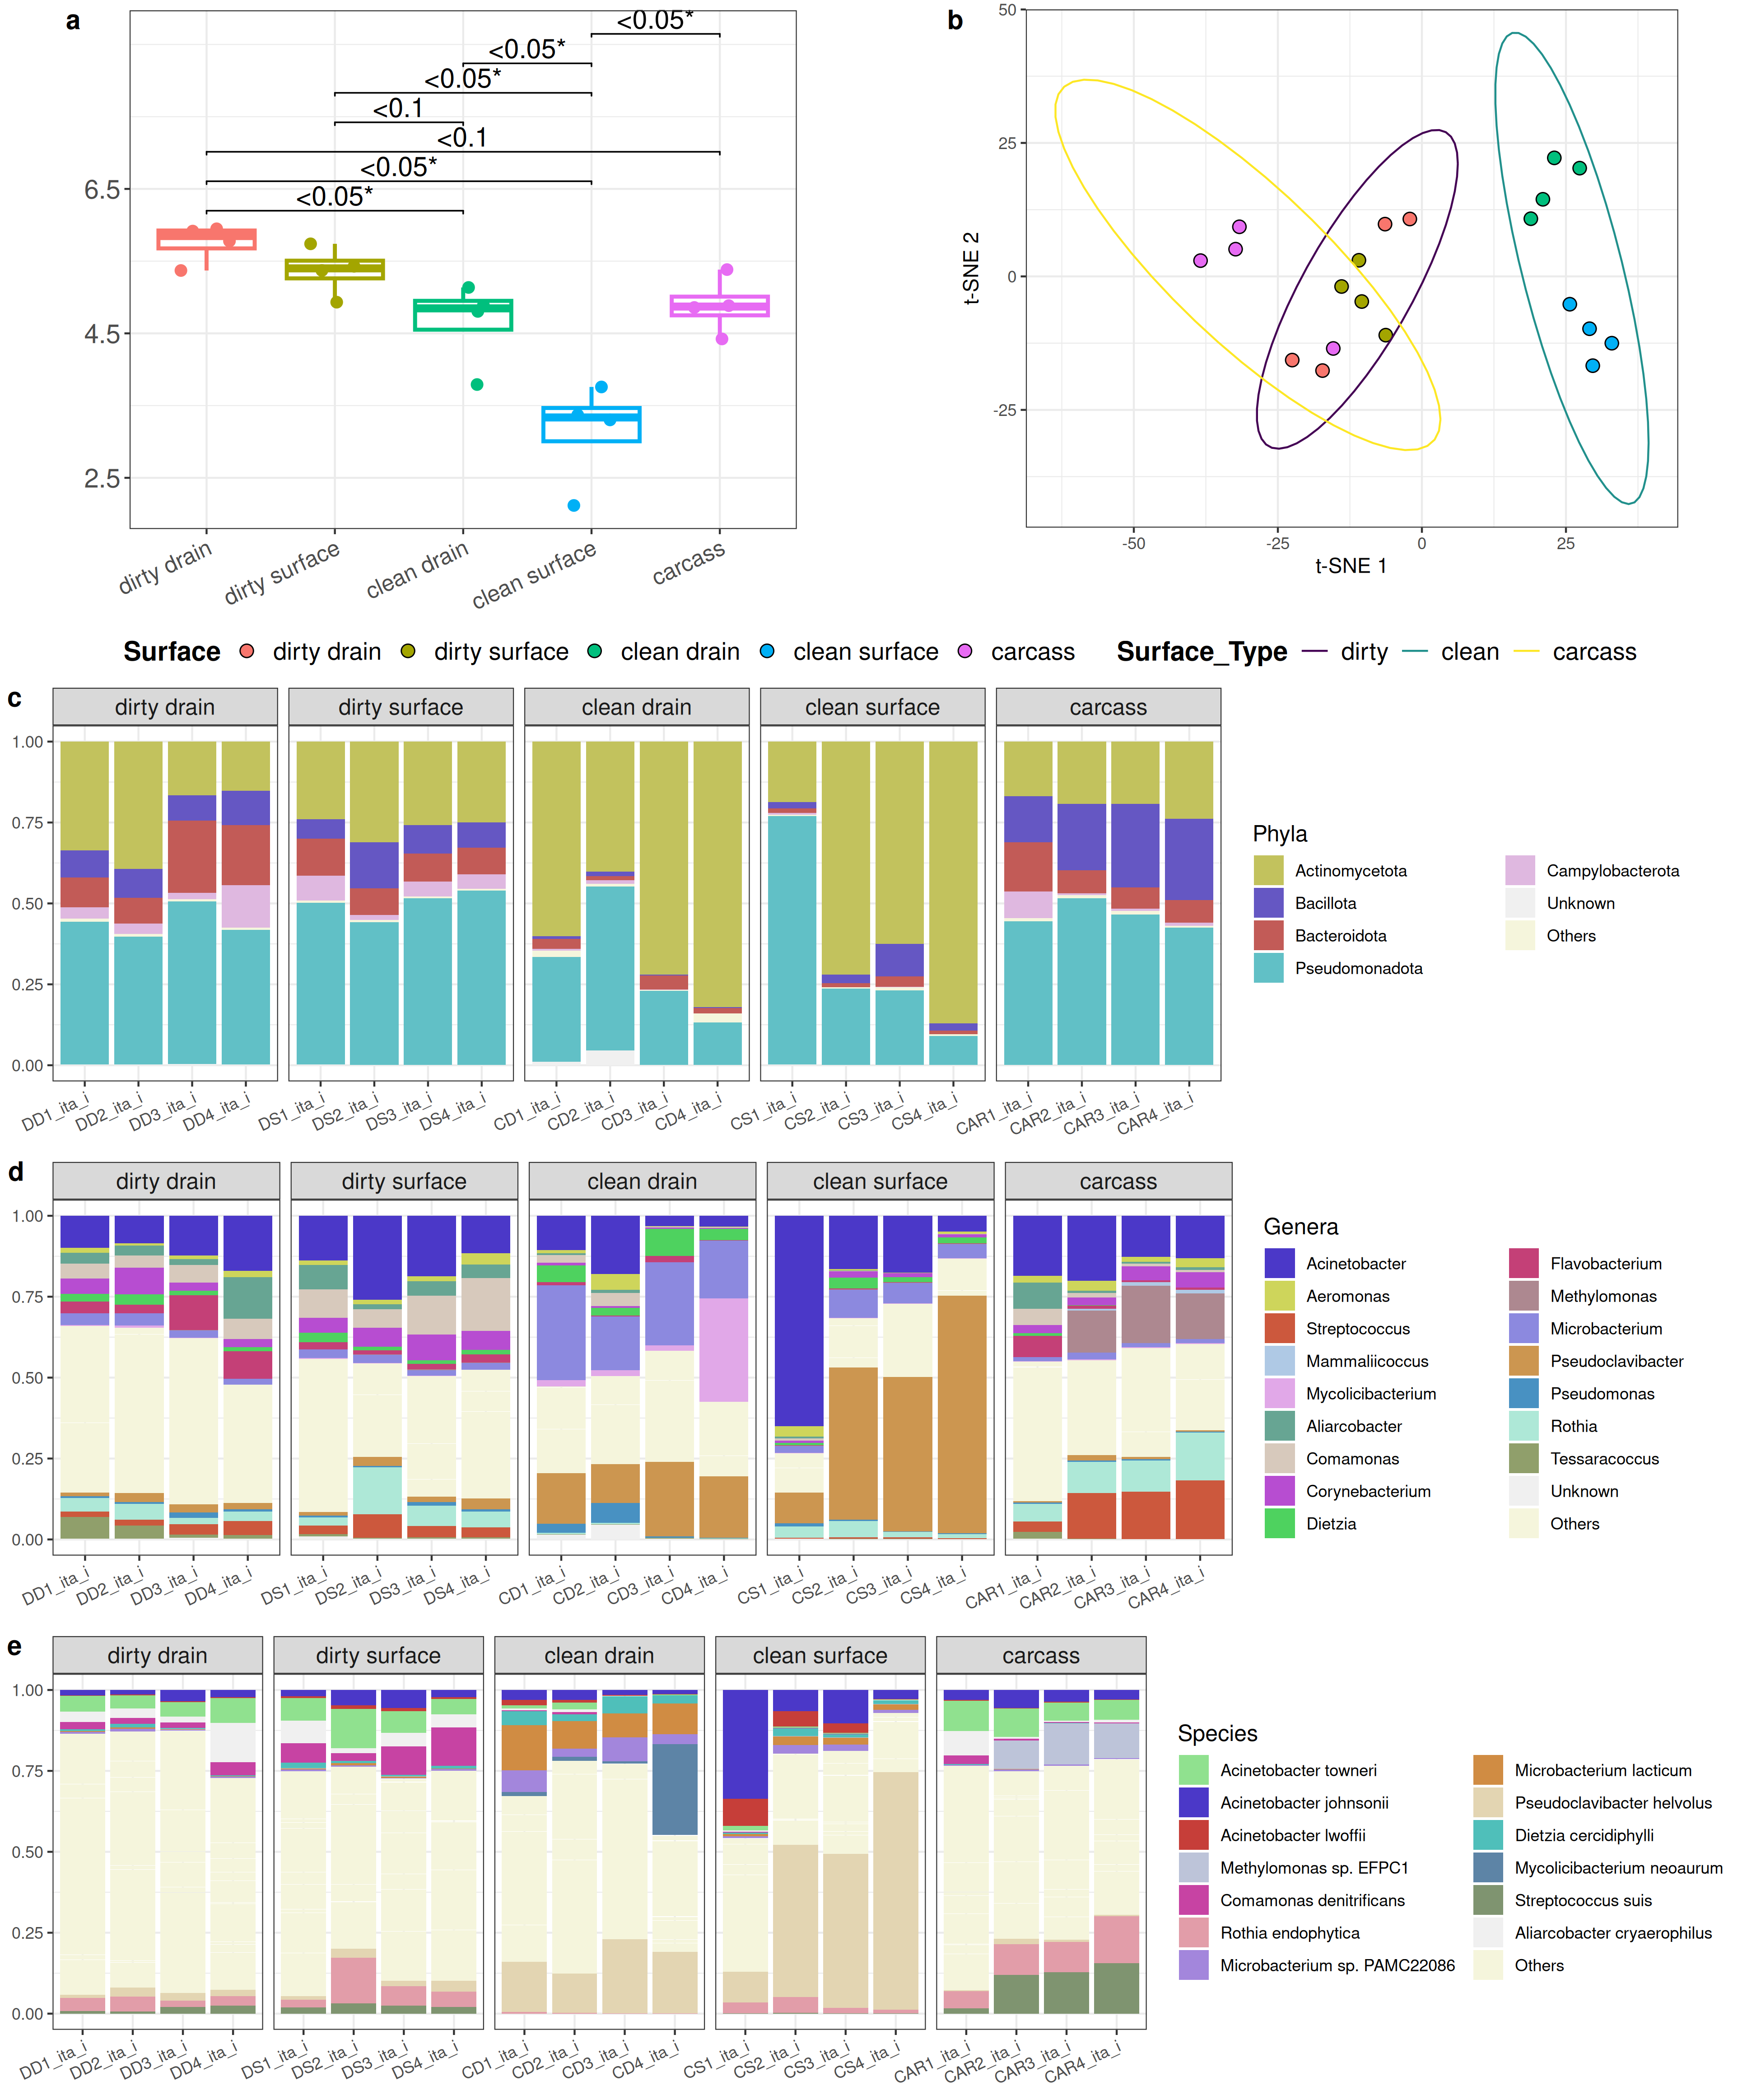 a
<0.05*
<0.05*
<0.05*
<0.1
<0.1
<0.05*
<0.05*
6.5
4.5
2.5
dirty drain
dirty surface
clean drain
clean surface
carcass
b
50
25
0
-25
t-SNE 2
-50
-25
0
25
t-SNE 1
Surface dirty drain dirty surface clean drain clean surface carcass
Surface_Type dirty clean carcass
c
dirty drain dirty surface clean drain clean surface carcass
1.00
0.75
0.50
0.25
0.00
DD1_ita_i DD2_ita_i DD3_ita_i DD4_ita_i DS1_ita_i DS2_ita_i DS3_ita_i DS4_ita_i CD1_ita_i CD2_ita_i CD3_ita_i CD4_ita_i CS1_ita_i CS2_ita_i CS3_ita_i CS4_ita_i CAR1_ita_i CAR2_ita_i CAR3_ita_i CAR4_ita_i
Phyla
Actinomycetota
Bacillota
Bacteroidota
Pseudomonadota
Campylobacterota
Unknown
Others
d
dirty drain dirty surface clean drain clean surface carcass
1.00
0.75
0.50
0.25
0.00
DD1_ita_i DD2_ita_i DD3_ita_i DD4_ita_i DS1_ita_i DS2_ita_i DS3_ita_i DS4_ita_i CD1_ita_i CD2_ita_i CD3_ita_i CD4_ita_i CS1_ita_i CS2_ita_i CS3_ita_i CS4_ita_i CAR1_ita_i CAR2_ita_i CAR3_ita_i CAR4_ita_i
Genera
Acinetobacter
Aeromonas
Streptococcus
Mammaliicoccus
Mycolicibacterium
Aliarcobacter
Comamonas
Corynebacterium
Dietzia
Flavobacterium
Methylomonas
Microbacterium
Pseudoclavibacter
Pseudomonas
Rothia
Tessaracoccus
Unknown
Others
e
dirty drain dirty surface clean drain clean surface carcass
1.00
0.75
0.50
0.25
0.00
DD1_ita_i DD2_ita_i DD3_ita_i DD4_ita_i DS1_ita_i DS2_ita_i DS3_ita_i DS4_ita_i CD1_ita_i CD2_ita_i CD3_ita_i CD4_ita_i CS1_ita_i CS2_ita_i CS3_ita_i CS4_ita_i CAR1_ita_i CAR2_ita_i CAR3_ita_i CAR4_ita_i
Species
Acinetobacter towneri
Acinetobacter johnsonii
Acinetobacter lwoffii
Methylomonas sp. EFPC1
Comamonas denitrificans
Rothia endophytica
Microbacterium sp. PAMC22086
Microbacterium lacticum
Pseudoclavibacter helvolus
Dietzia cercidiphylli
Mycolicibacterium neoaurum
Streptococcus suis
Aliarcobacter cryaerophilus
Others